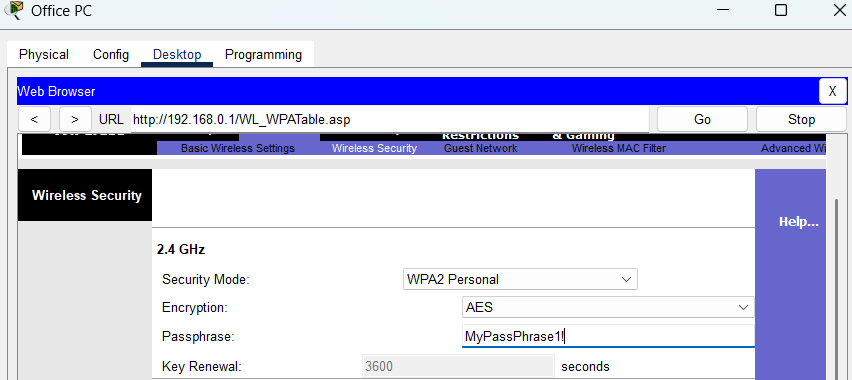 Office PC
Physical Config Desktop Programming
Web Browser X
< > URL http://192.168.0.1/WL_WPATable.asp Go Stop
Restrictions & Gaming
Basic Wireless Settings Wireless Security Guest Network Wireless MAC Filter Advanced Wi
Wireless Security
Help...
2.4 GHz
Security Mode: WPA2 Personal
Encryption: AES
Passphrase: MyPassPhrase1!
Key Renewal: 3600 seconds